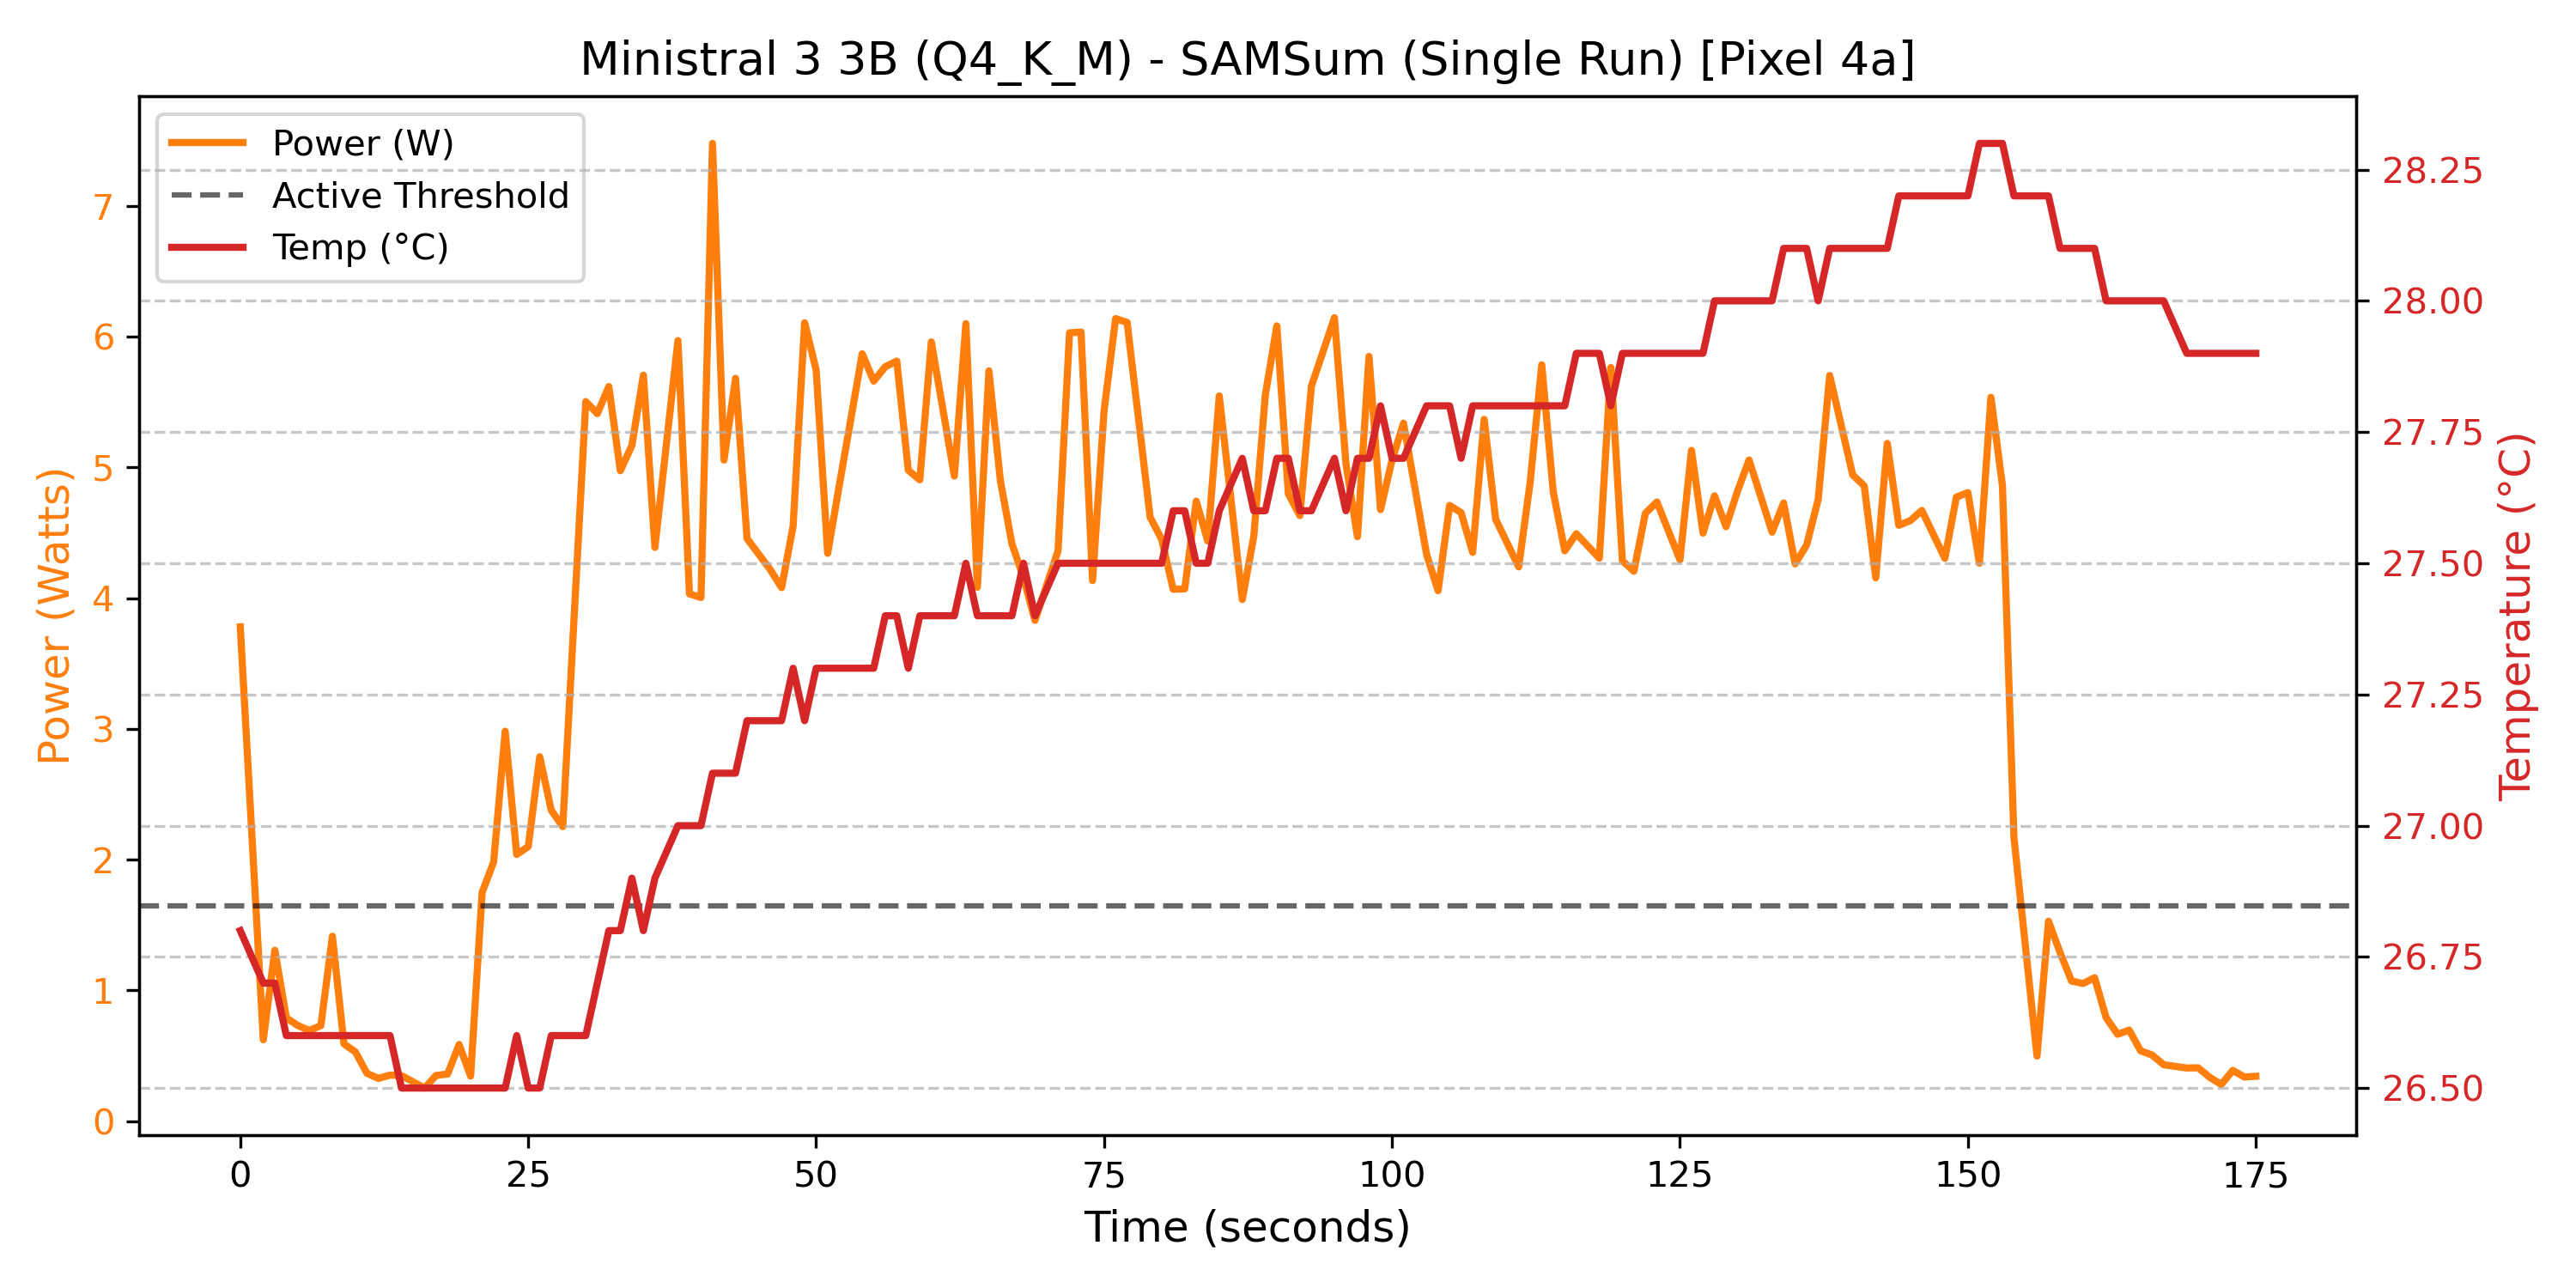 Ministral 3 3B (Q4_K_M) - SAMSum (Single Run) [Pixel 4a]
Power (W)
Active Threshold
Temp (°C)
Power (Watts)
7
6
5
4
3
2
1
0
28.25
28.00
27.75
27.50
27.25
27.00
26.75
26.50
Temperature (°C)
0 25 50 75 100 125 150 175
Time (seconds)